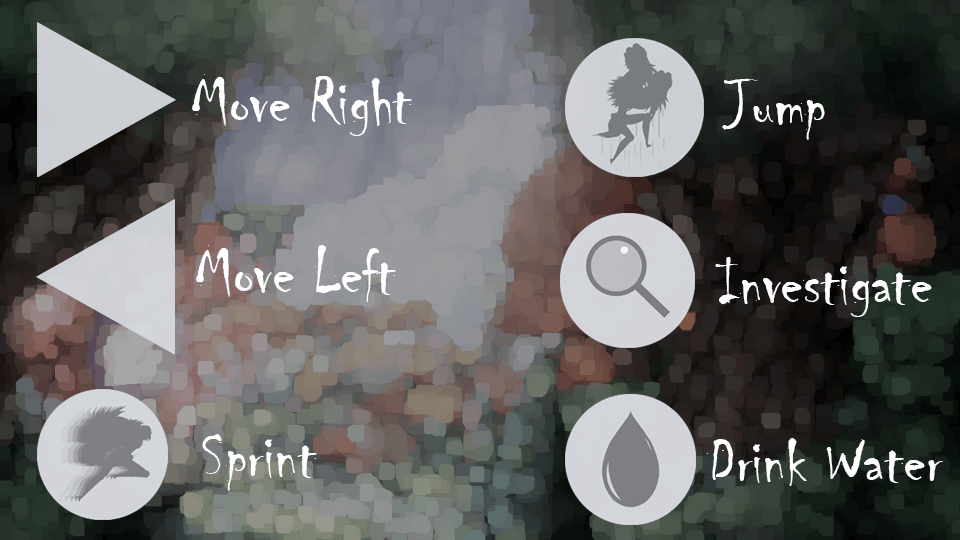 Move Right
Jump
Move Left
Investigate
Sprint
Drink Water